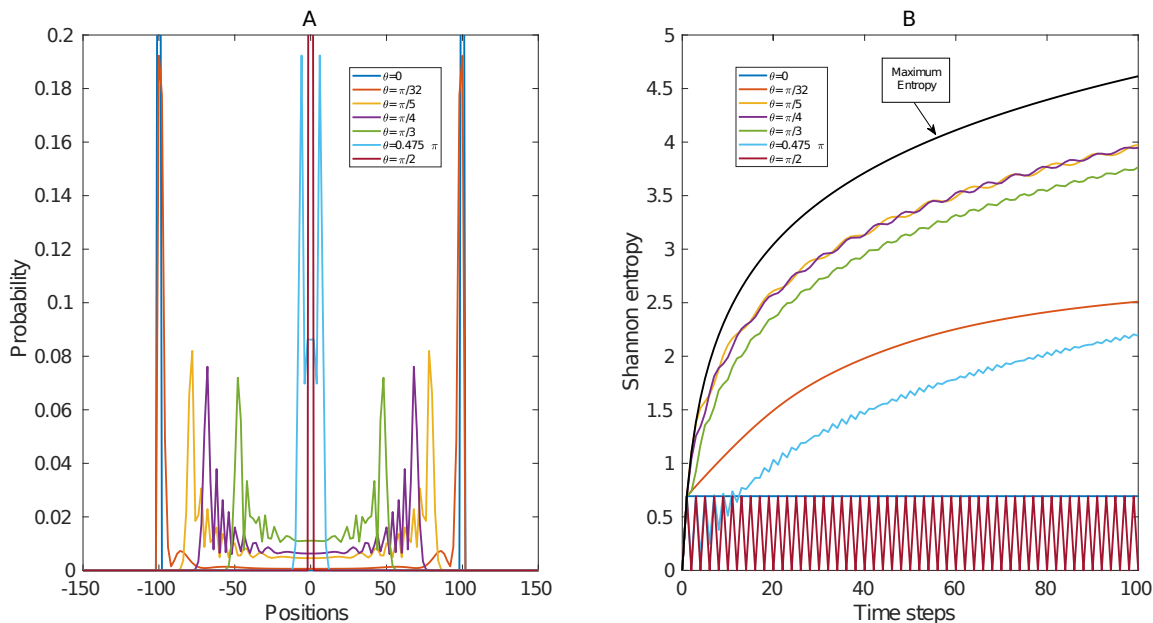 A
0.2
0.18
0.16
0.14
0.12
0.1
0.08
0.06
0.04
0.02
0
Probability
-150
-100
-50
0
50
100
150
Positions
θ=0
θ=π/32
θ=π/5
θ=π/4
θ=π/3
θ=0.475 π
θ=π/2
B
5
4.5
4
3.5
3
2.5
2
1.5
1
0.5
0
Shannon entropy
0
20
40
60
80
100
Time steps
θ=0
θ=π/32
θ=π/5
θ=π/4
θ=π/3
θ=0.475 π
θ=π/2
Maximum
Entropy